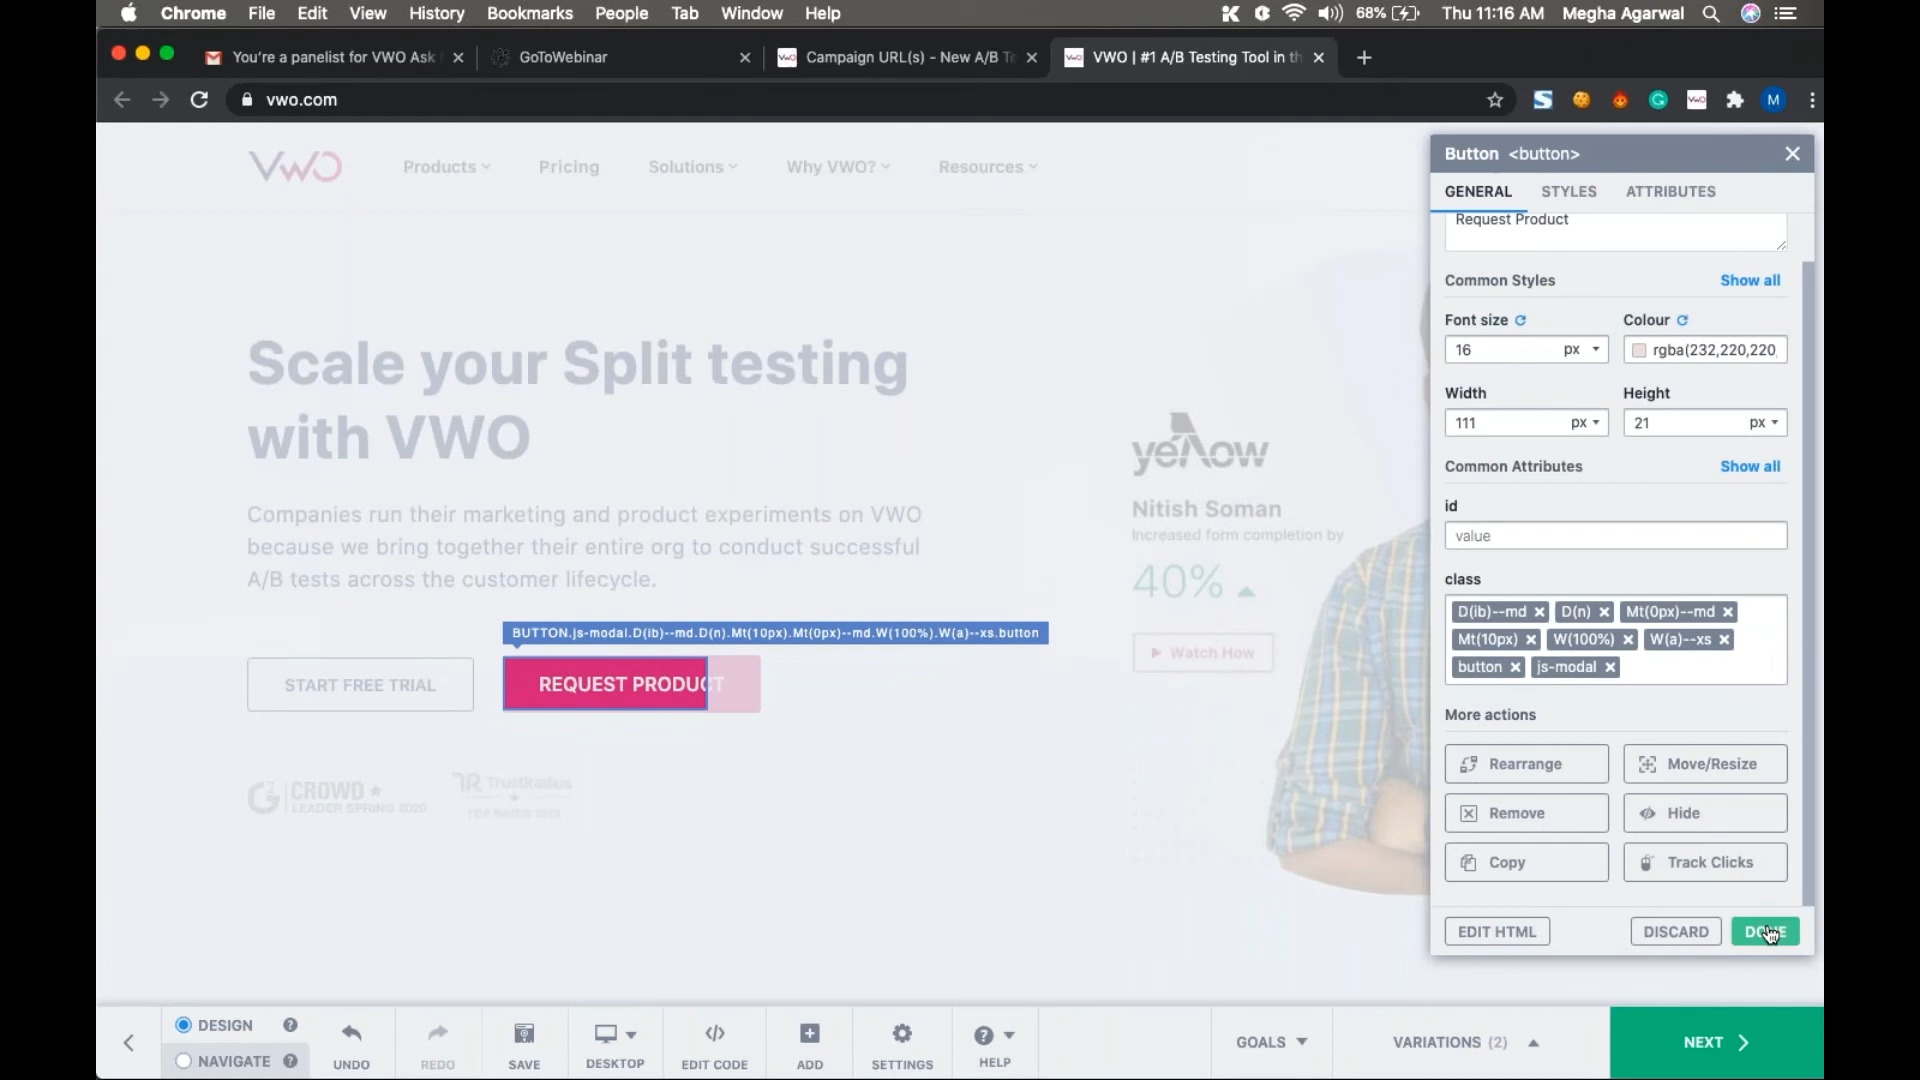 Chrome File Edit View History Bookmarks People Tab Window Help 68% Thu 11:16 AM Megha Agarwal
You're a panelist for VWO Ask GoToWebinar Campaign URL(s) - New A/B Te VWO | #1 A/B Testing Tool in th
vwo.com
VWO Products Pricing Solutions Why VWO? Resources
Scale your Split testing
with VWO
Companies run their marketing and product experiments on VWO
because we bring together their entire org to conduct successful
A/B tests across the customer lifecycle.
BUTTON.js-modal.D(ib)--md.D(n).Mt(10px).Mt(0px)--md.W(100%).W(a)--xs.button
START FREE TRIAL REQUEST PRODUCT
G2 CROWD
LEADER SPRING 2020
TrustRadius
yellow
Nitish Soman
Increased form completion by
40%
Watch How
Button <button>
GENERAL STYLES ATTRIBUTES
Request Product
Common Styles Show all
Font size Colour
16 px rgba(232,220,220,
Width Height
111 px 21 px
Common Attributes Show all
id
value
class
D(ib)--md D(n) Mt(0px)--md
Mt(10px) W(100%) W(a)--xs
button js-modal
More actions
Rearrange Move/Resize
Remove Hide
Copy Track Clicks
EDIT HTML DISCARD DONE
DESIGN
NAVIGATE
UNDO REDO SAVE DESKTOP EDIT CODE ADD SETTINGS HELP
GOALS VARIATIONS (2) NEXT